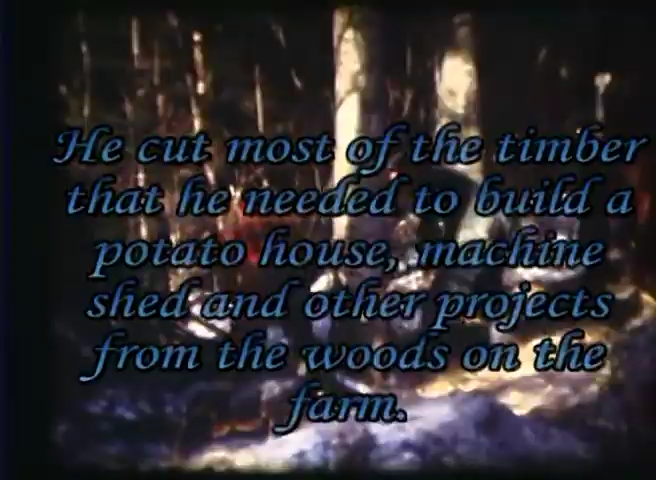 He cut most of the timber
that he needed to build a
potato house, machine
shed and other projects
from the woods on the
farm.